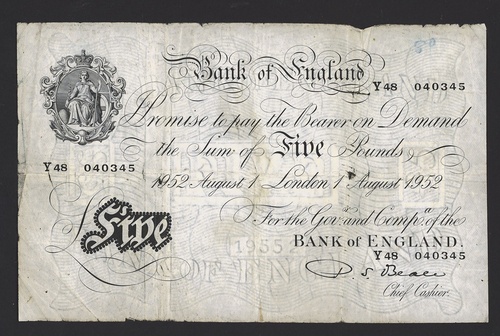 Bank of England
Y48 040345
Promise to pay the Bearer on Demand
the Sum of Five Pounds
Y48 040345
1952 August 1 London 1 August 1952
For the Govr. and Compa. of the
BANK of ENGLAND.
£Five
Y48 040345
P S Beale
Chief Cashier.